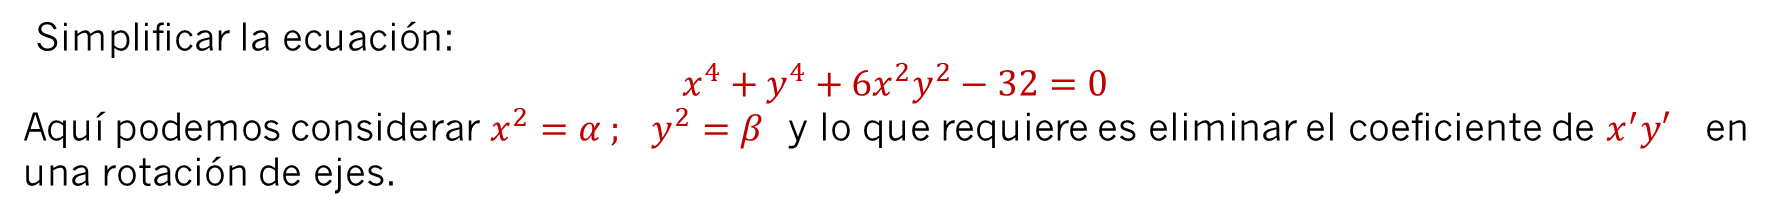 Simplificar la ecuación:
x⁴ + y⁴ + 6x²y² − 32 = 0
Aquí podemos considerar x² = α ; y² = β y lo que requiere es eliminar el coeficiente de x′y′ en
una rotación de ejes.